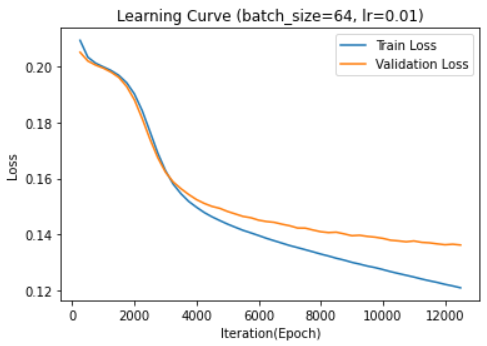 Learning Curve (batch_size=64, lr=0.01)
Train Loss
Validation Loss
0.20
0.18
0.16
0.14
0.12
Loss
0
2000
4000
6000
8000
10000
12000
Iteration(Epoch)